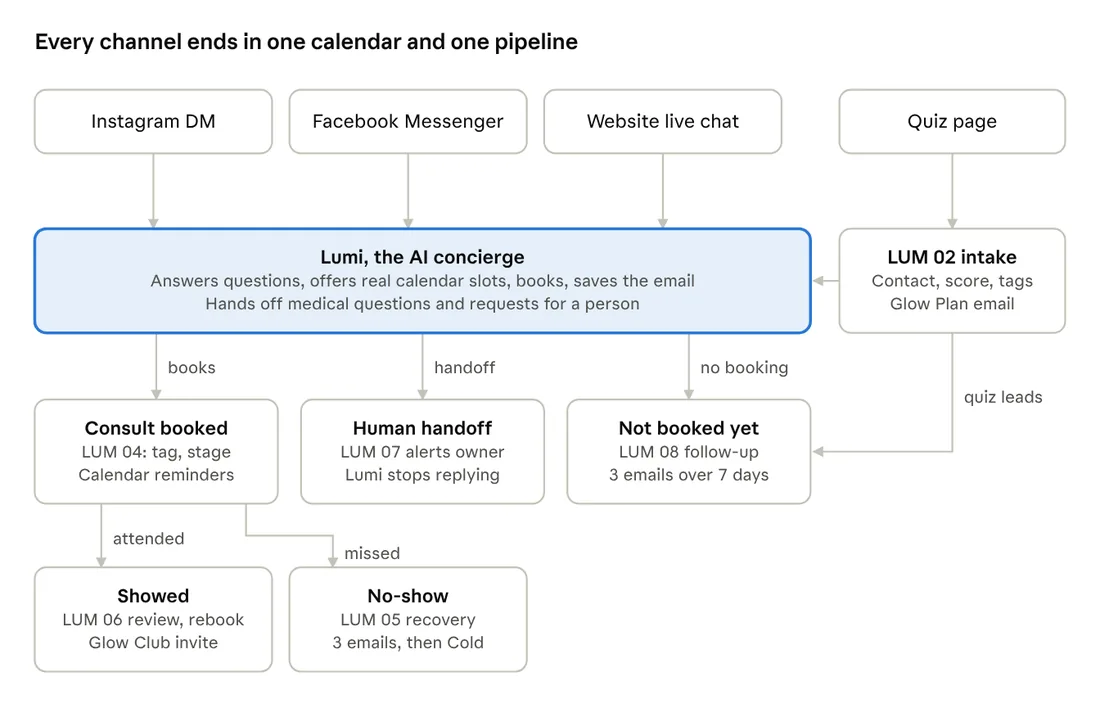 Every channel ends in one calendar and one pipeline
Instagram DM
Facebook Messenger
Website live chat
Quiz page
Lumi, the AI concierge
Answers questions, offers real calendar slots, books, saves the email
Hands off medical questions and requests for a person
LUM 02 intake
Contact, score, tags
Glow Plan email
books
handoff
no booking
quiz leads
Consult booked
LUM 04: tag, stage
Calendar reminders
Human handoff
LUM 07 alerts owner
Lumi stops replying
Not booked yet
LUM 08 follow-up
3 emails over 7 days
attended
missed
Showed
LUM 06 review, rebook
Glow Club invite
No-show
LUM 05 recovery
3 emails, then Cold